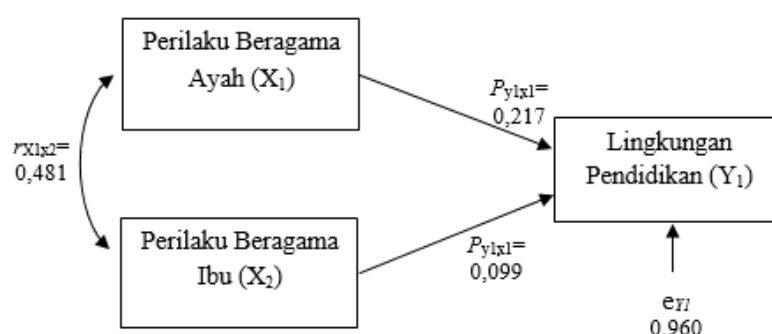 Perilaku Beragama
Ayah (X₁)
Py1x1=
0,217
rX1x2=
0,481
Lingkungan
Pendidikan (Y₁)
Perilaku Beragama
Ibu (X₂)
Py1x1=
0,099
eY1
0,960